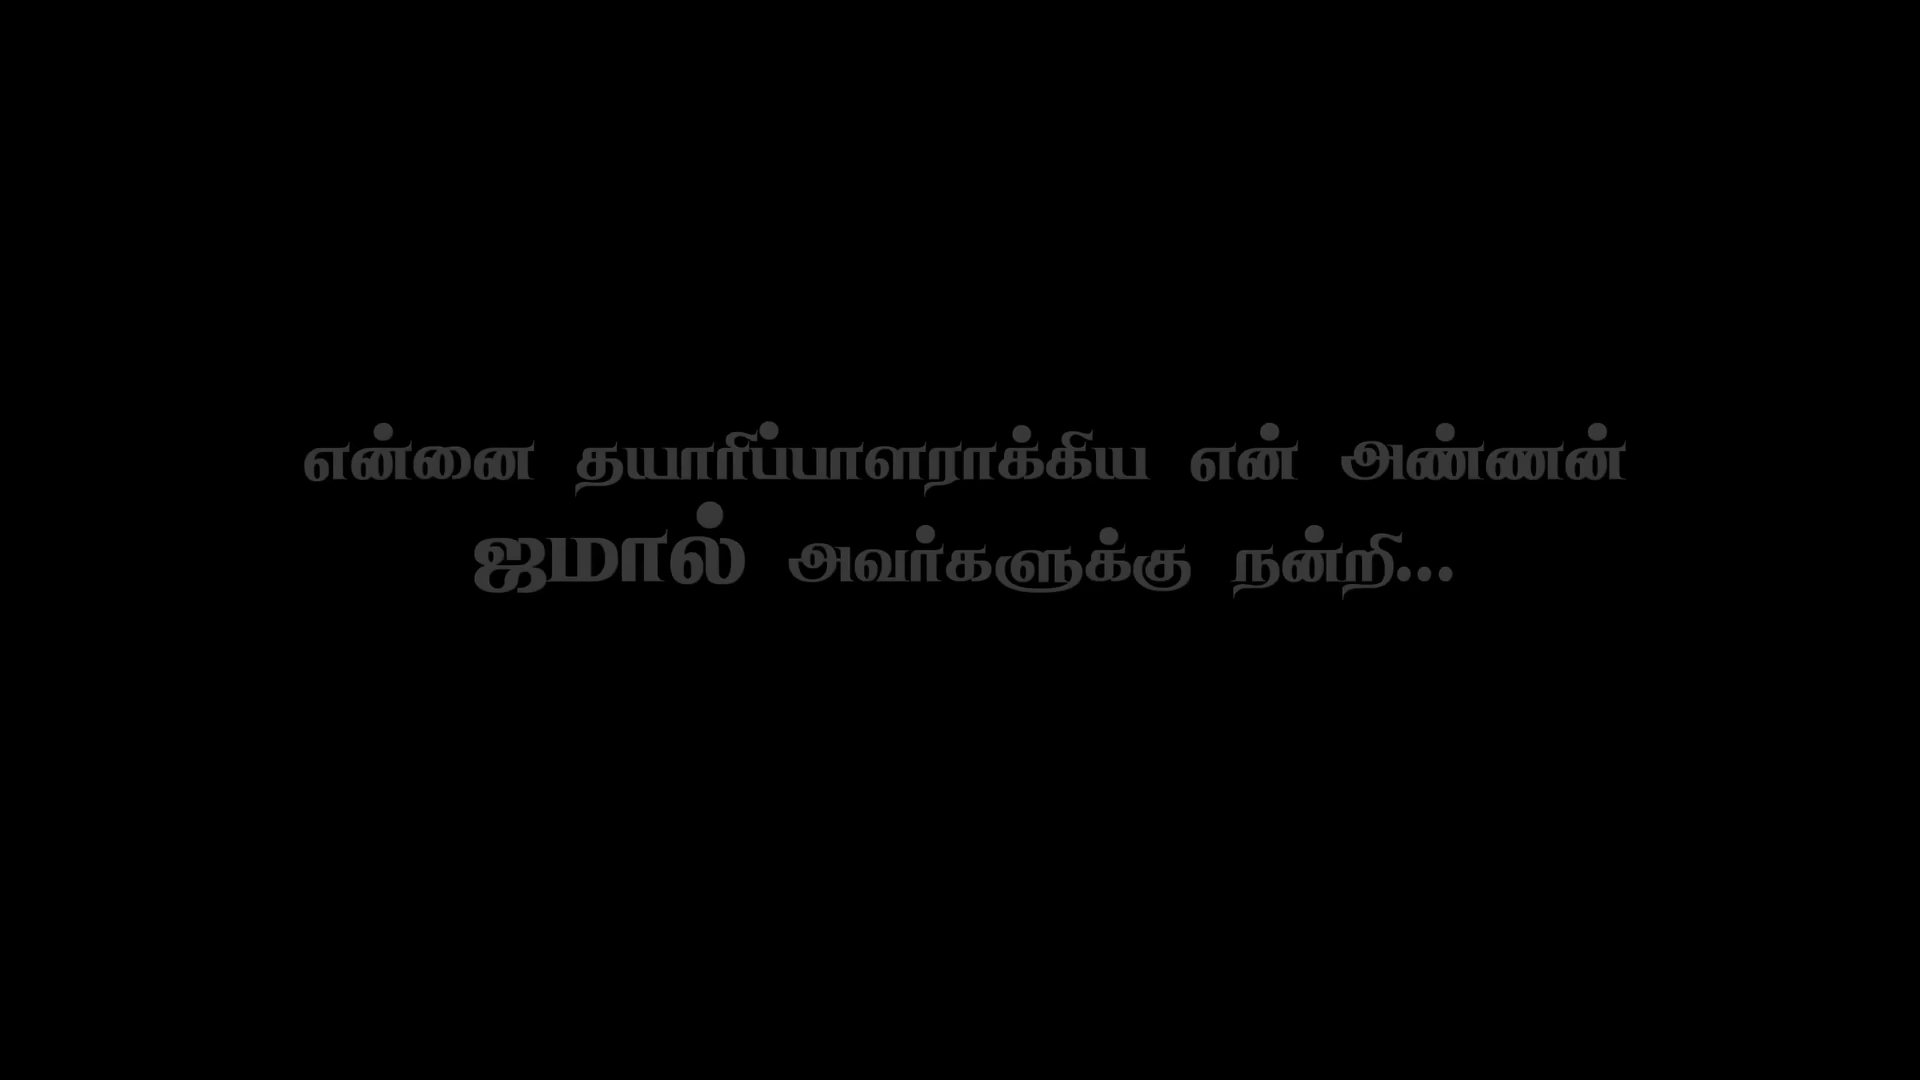 என்னை தயாரிப்பாளராக்கிய என் அண்ணன்
ஜமால் அவர்களுக்கு நன்றி...